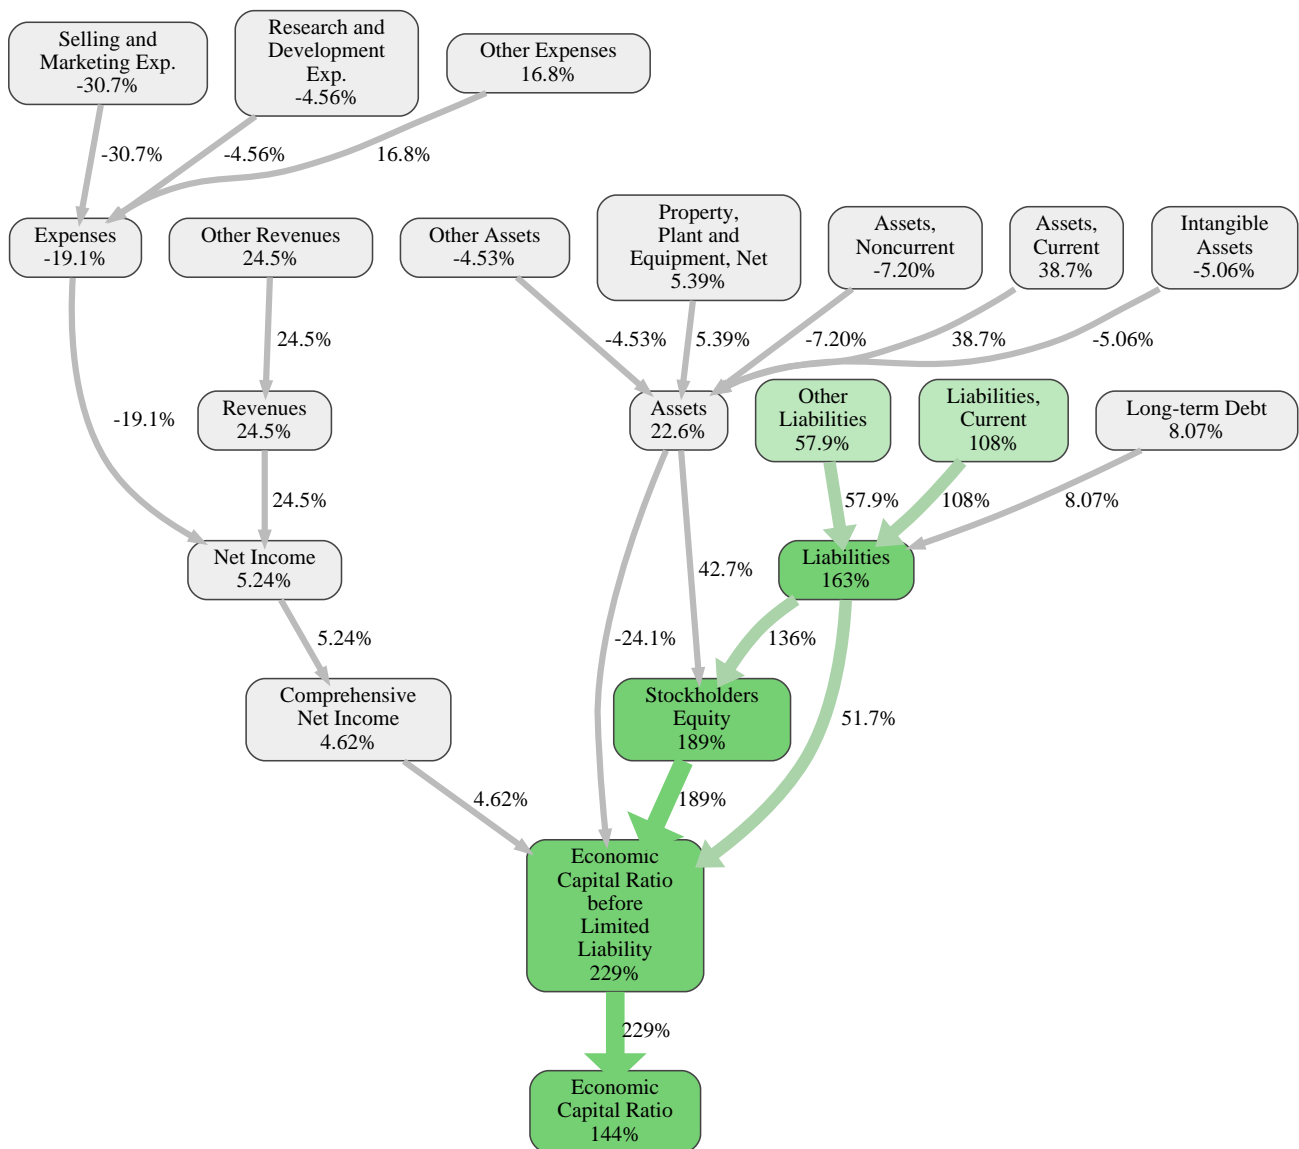 Selling and
Marketing Exp.
-30.7%
Research and
Development
Exp.
-4.56%
Other Expenses
16.8%
-30.7%
-4.56%
16.8%
Expenses
-19.1%
Other Revenues
24.5%
Other Assets
-4.53%
Property,
Plant and
Equipment, Net
5.39%
Assets,
Noncurrent
-7.20%
Assets,
Current
38.7%
Intangible
Assets
-5.06%
24.5%
-4.53%
5.39%
-7.20%
38.7%
-5.06%
-19.1%
Revenues
24.5%
Assets
22.6%
Other
Liabilities
57.9%
Liabilities,
Current
108%
Long-term Debt
8.07%
24.5%
57.9%
108%
8.07%
Net Income
5.24%
42.7%
Liabilities
163%
5.24%
-24.1%
136%
Comprehensive
Net Income
4.62%
Stockholders
Equity
189%
51.7%
4.62%
189%
Economic
Capital Ratio
before
Limited
Liability
229%
229%
Economic
Capital Ratio
144%